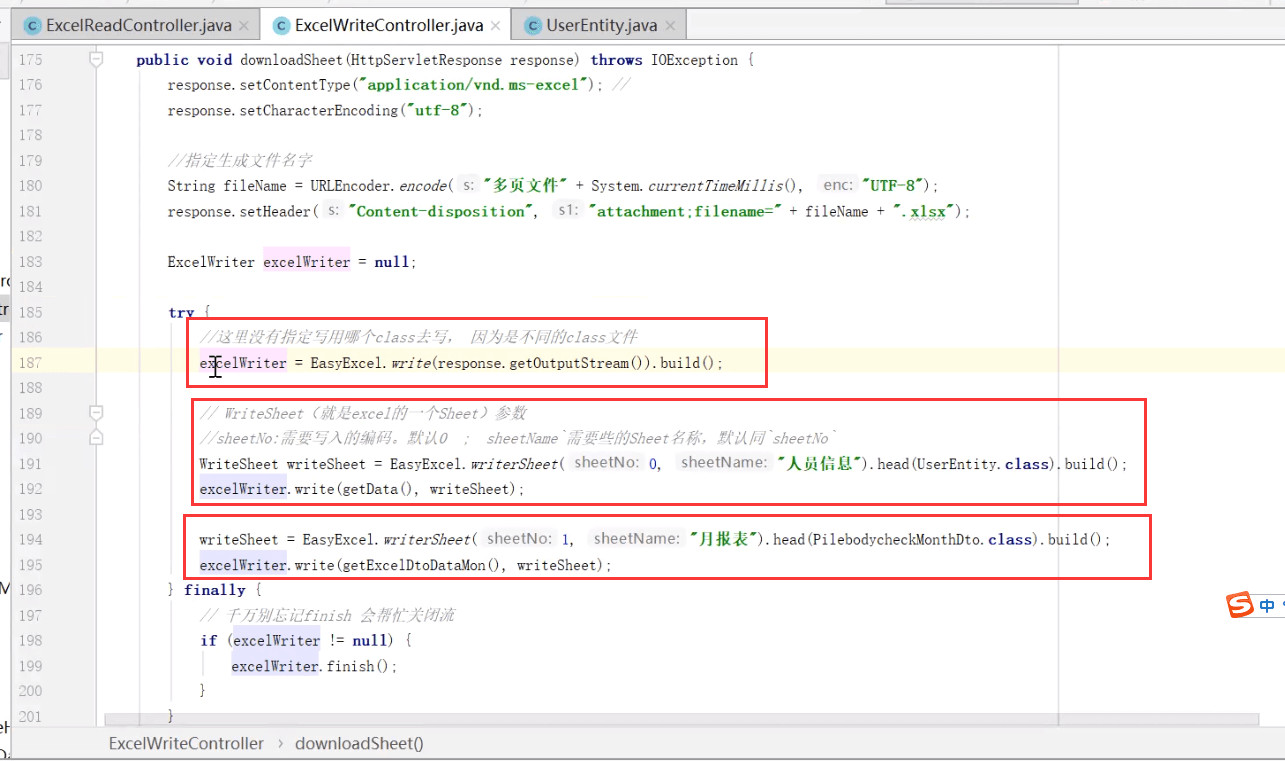 ExcelReadController.java ExcelWriteController.java UserEntity.java
175 public void downloadSheet(HttpServletResponse response) throws IOException {
176 response.setContentType("application/vnd.ms-excel"); //
177 response.setCharacterEncoding("utf-8");
178
179 //指定生成文件名字
180 String fileName = URLEncoder.encode( s: "多页文件" + System.currentTimeMillis(), enc: "UTF-8");
181 response.setHeader( s: "Content-disposition", s1: "attachment;filename=" + fileName + ".xlsx");
182
183 ExcelWriter excelWriter = null;
184
185 try {
186 //这里没有指定写用哪个class去写, 因为是不同的class文件
187 excelWriter = EasyExcel.write(response.getOutputStream()).build();
188
189 // WriteSheet（就是excel的一个Sheet）参数
190 //sheetNo:需要写入的编码。默认0 ; sheetName`需要些的Sheet名称，默认同`sheetNo`
191 WriteSheet writeSheet = EasyExcel.writerSheet( sheetNo: 0, sheetName: "人员信息").head(UserEntity.class).build();
192 excelWriter.write(getData(), writeSheet);
193
194 writeSheet = EasyExcel.writerSheet( sheetNo: 1, sheetName: "月报表").head(PilebodycheckMonthDto.class).build();
195 excelWriter.write(getExcelDtoDataMon(), writeSheet);
196 } finally {
197 // 千万别忘记finish 会帮忙关闭流
198 if (excelWriter != null) {
199 excelWriter.finish();
200 }
201 }
ExcelWriteController › downloadSheet()
中